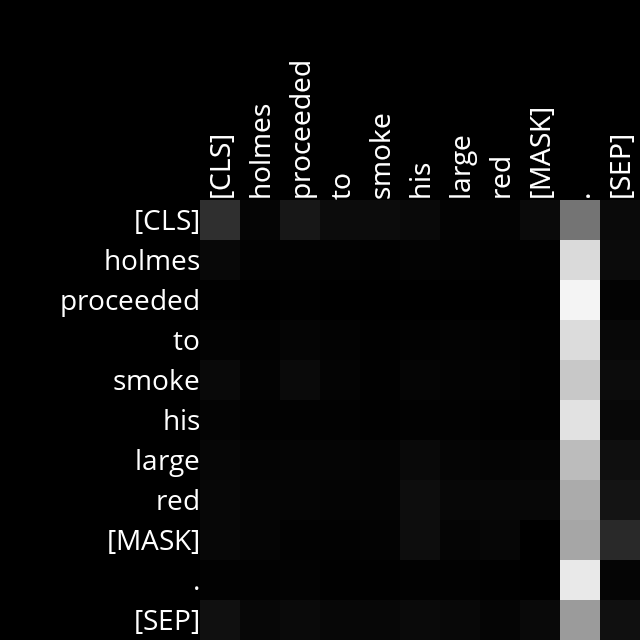 [CLS] holmes proceeded to smoke his large red [MASK] . [SEP]
[CLS]
holmes
proceeded
to
smoke
his
large
red
[MASK]
.
[SEP]